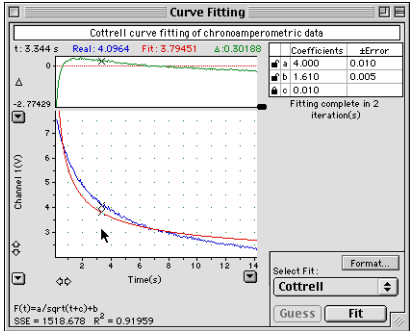 Curve Fitting
Cottrell curve fitting of chronoamperometric data
t: 3.344 s Real: 4.0964 Fit: 3.79451 Δ:0.30188
Coefficients ±Error
a 4.000 0.010
b 1.610 0.005
c 0.010
Fitting complete in 2
iteration(s)
0
Δ
-2.77429
7
6
5
4
3
Channel 1(V)
2 4 6 8 10 12 14
Time(s)
Select Fit:
Format...
Cottrell
Guess Fit
F(t)=a/sqrt(t+c)+b
SSE = 1518.678 R² = 0.91959